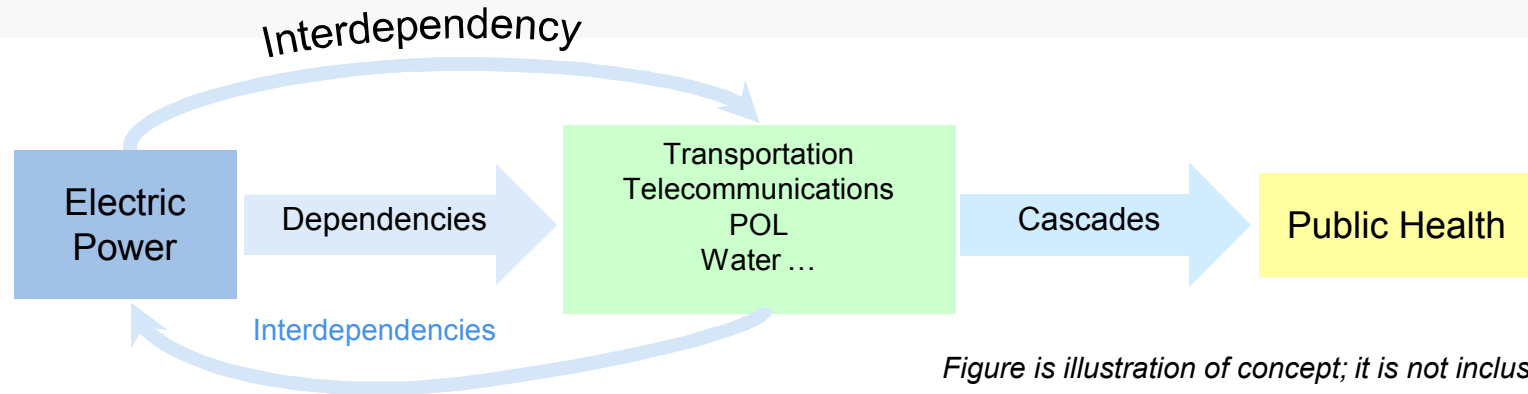 Interdependency
Electric
Power
Dependencies
Transportation
Telecommunications
POL
Water …
Cascades
Public Health
Interdependencies
Figure is illustration of concept; it is not inclus